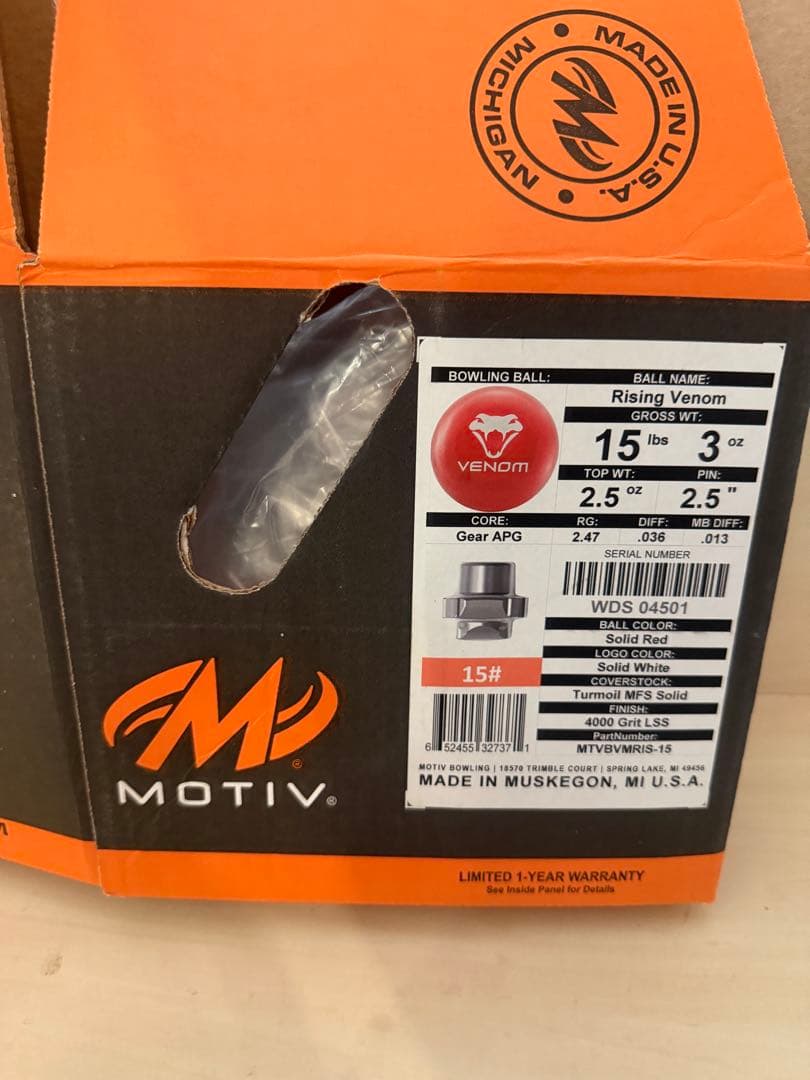 MADE IN U.S.A.
MICHIGAN
BOWLING BALL:
BALL NAME:
Rising Venom
GROSS WT:
15 lbs 3 oz
VENOM
TOP WT: PIN:
2.5 oz 2.5 "
CORE: RG: DIFF: MB DIFF:
Gear APG 2.47 .036 .013
SERIAL NUMBER
WDS 04501
BALL COLOR:
Solid Red
LOGO COLOR:
Solid White
15#
COVERSTOCK:
Turmoil MFS Solid
FINISH:
4000 Grit LSS
PartNumber:
MTVBVMRIS-15
6 52455 32737 1
MOTIV BOWLING | 18570 TRIMBLE COURT | SPRING LAKE, MI 49456
MADE IN MUSKEGON, MI U.S.A.
M®
MOTIV®
LIMITED 1-YEAR WARRANTY
See Inside Panel for Details